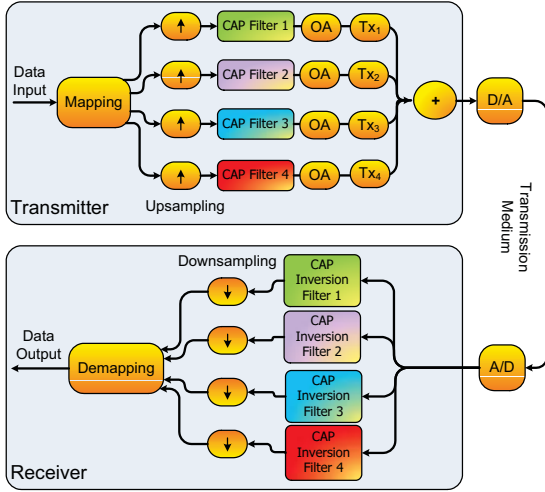 CAP Filter 1
OA
Tx1
Data
Input
Mapping
CAP Filter 2
OA
Tx2
+
D/A
CAP Filter 3
OA
Tx3
CAP Filter 4
OA
Tx4
Transmitter
Upsampling
Transmission
Medium
Downsampling
CAP
Inversion
Filter 1
CAP
Inversion
Filter 2
Data
Output
Demapping
A/D
CAP
Inversion
Filter 3
CAP
Inversion
Filter 4
Receiver